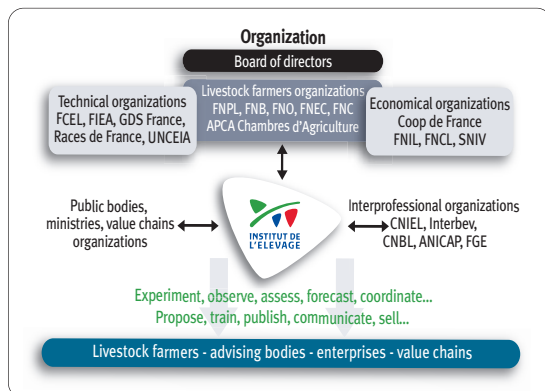 Organization
Board of directors
Livestock farmers organizations
FNPL, FNB, FNO, FNEC, FNC
APCA Chambres d'Agriculture
Technical organizations
FCEL, FIEA, GDS France,
Races de France, UNCEIA
Economical organizations
Coop de France
FNIL, FNCL, SNIV
Public bodies,
ministries, value chains
organizations
INSTITUT DE
L'ELEVAGE
Interprofessional organizations
CNIEL, Interbev,
CNBL, ANICAP, FGE
Experiment, observe, assess, forecast, coordinate...
Propose, train, publish, communicate, sell...
Livestock farmers - advising bodies - enterprises - value chains